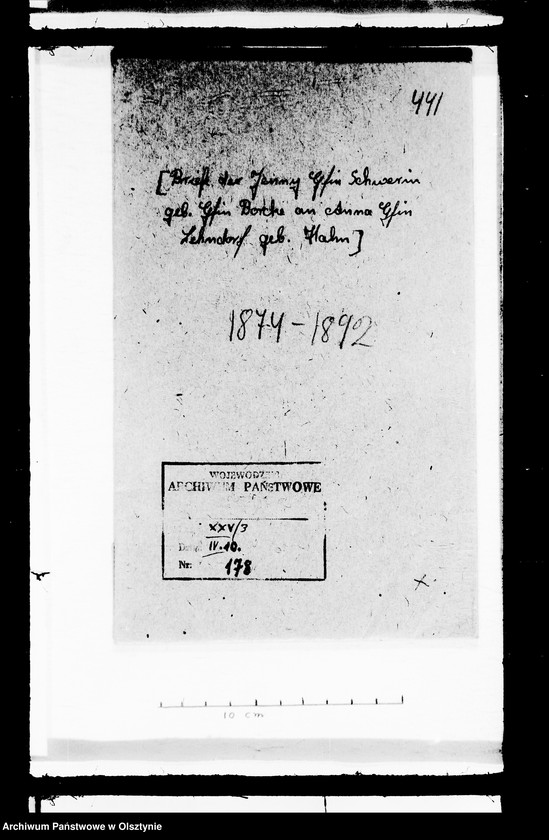 441
[Briefe der Jenny Gfin Schwerin
geb. Gfin Borcke an Anna Gfin
Lehndorf geb. Hahn]
1874-1892
WOJEWÓDZKIE
ARCHIWUM PAŃSTWOWE
XXV/3
IV.10.
Nr: 178
x
10 cm
Archiwum Państwowe w Olsztynie